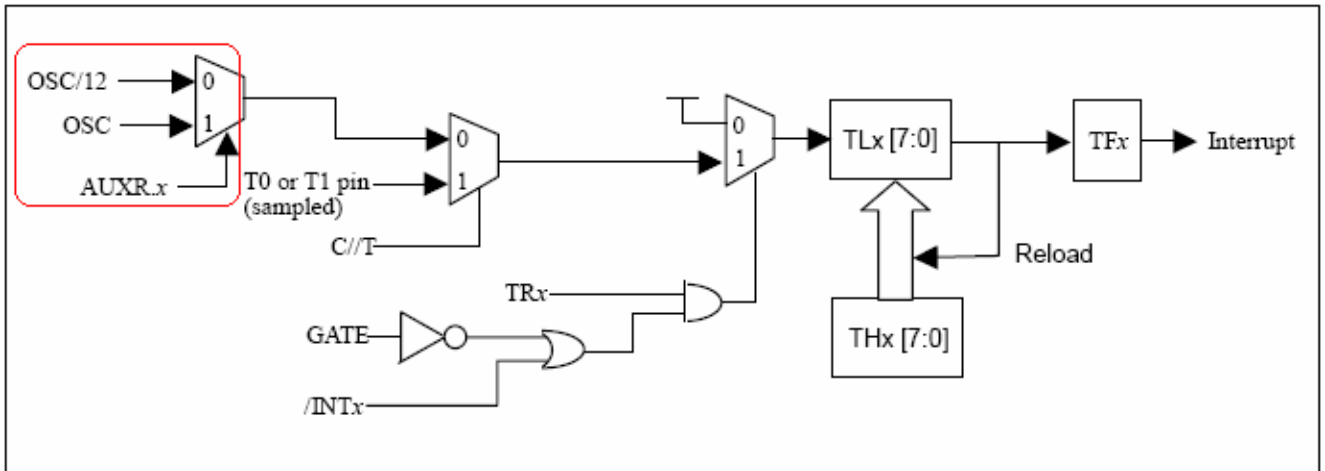 OSC/12
OSC
AUXR.x
0
1
T0 or T1 pin
(sampled)
C//T
0
1
0
1
TRx
GATE
/INTx
TLx [7:0]
THx [7:0]
Reload
TFx
Interrupt